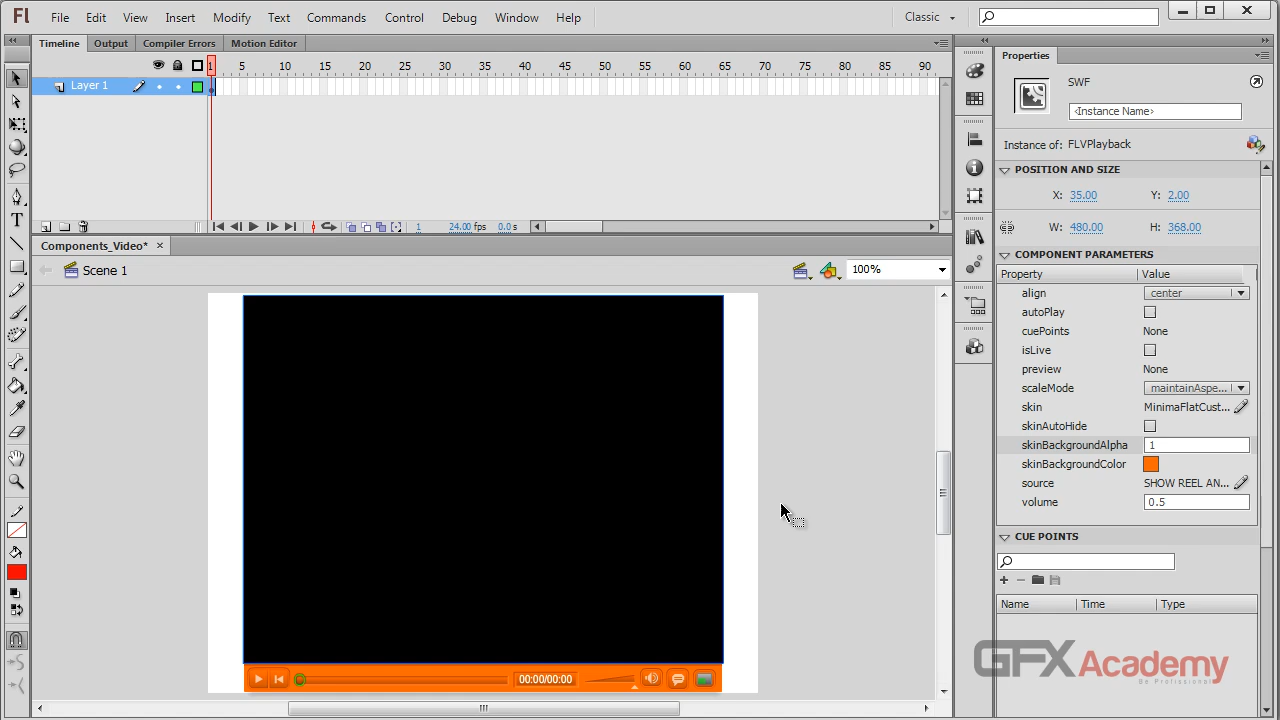 Fl File Edit View Insert Modify Text Commands Control Debug Window Help Classic
Timeline Output Compiler Errors Motion Editor
1 5 10 15 20 25 30 35 40 45 50 55 60 65 70 75 80 85 90
Layer 1
1 24.00 fps 0.0 s
Components_Video*
Scene 1
100%
00:00/00:00
Properties
SWF
<Instance Name>
Instance of: FLVPlayback
POSITION AND SIZE
X: 35.00 Y: 2.00
W: 480.00 H: 368.00
COMPONENT PARAMETERS
Property Value
align center
autoPlay
cuePoints None
isLive
preview None
scaleMode maintainAspe...
skin MinimaFlatCust...
skinAutoHide
skinBackgroundAlpha 1
skinBackgroundColor
source SHOW REEL AN...
volume 0.5
CUE POINTS
Name Time Type
GFX Academy
Be Professional